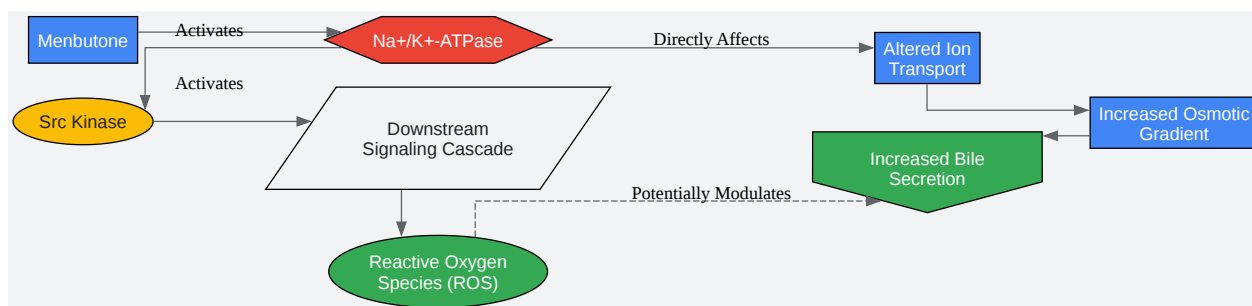 Menbutone
Activates
Na+/K+-ATPase
Directly Affects
Altered Ion
Transport
Activates
Src Kinase
Downstream
Signaling Cascade
Increased Osmotic
Gradient
Increased Bile
Secretion
Potentially Modulates
Reactive Oxygen
Species (ROS)